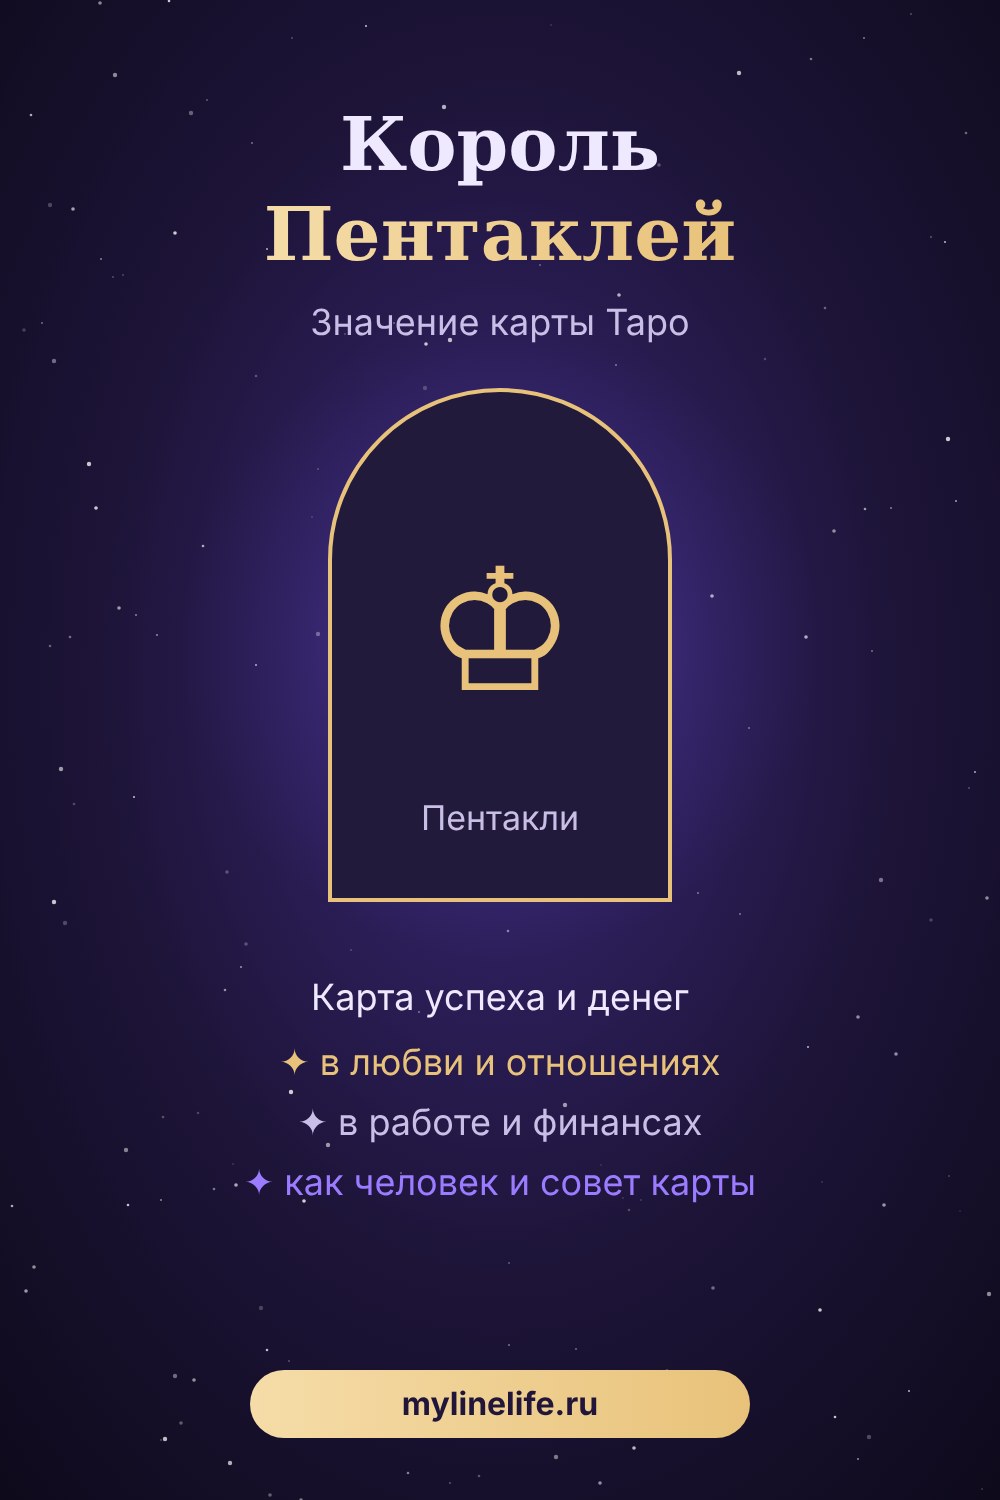 Король
Пентаклей
Значение карты Таро
Пентакли
Карта успеха и денег
✦ в любви и отношениях
✦ в работе и финансах
✦ как человек и совет карты
mylinelife.ru